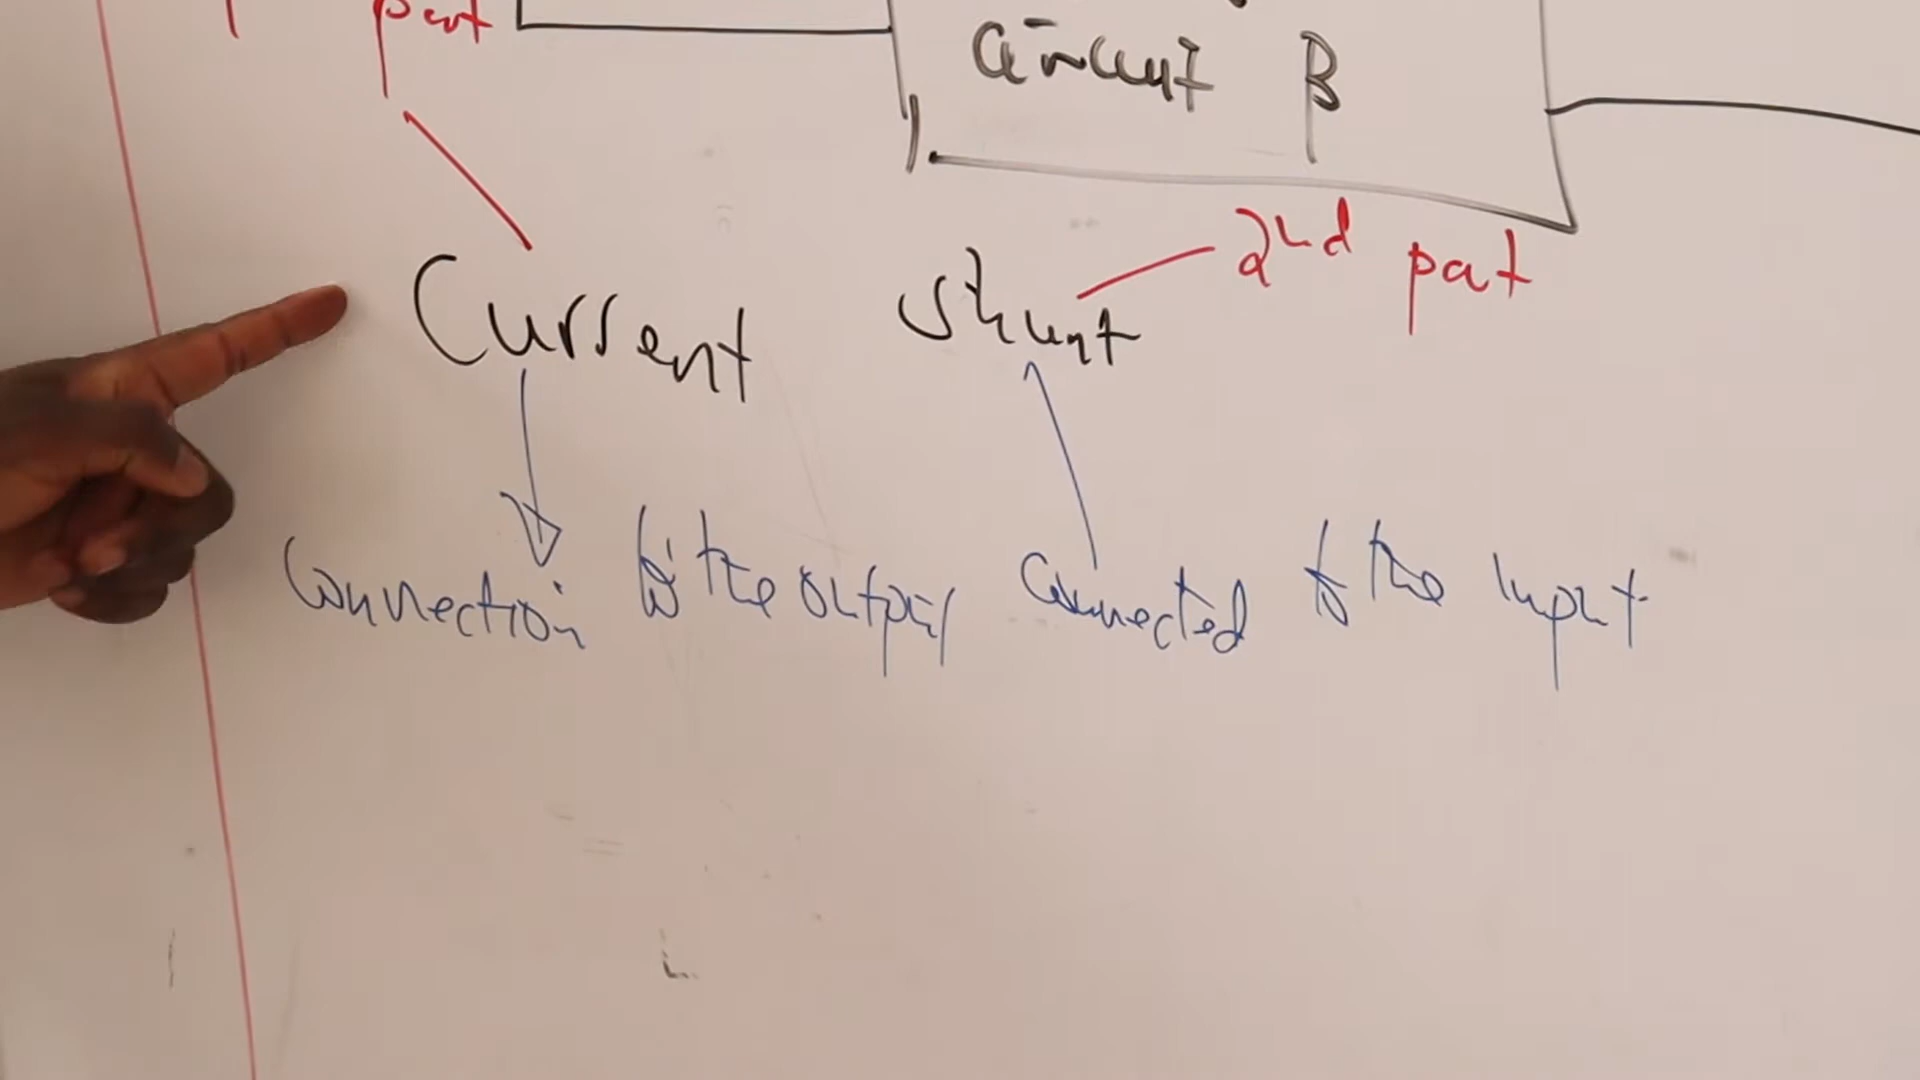 part
circuit β
2nd part
Current shunt
Connection to the output Connected to the Input